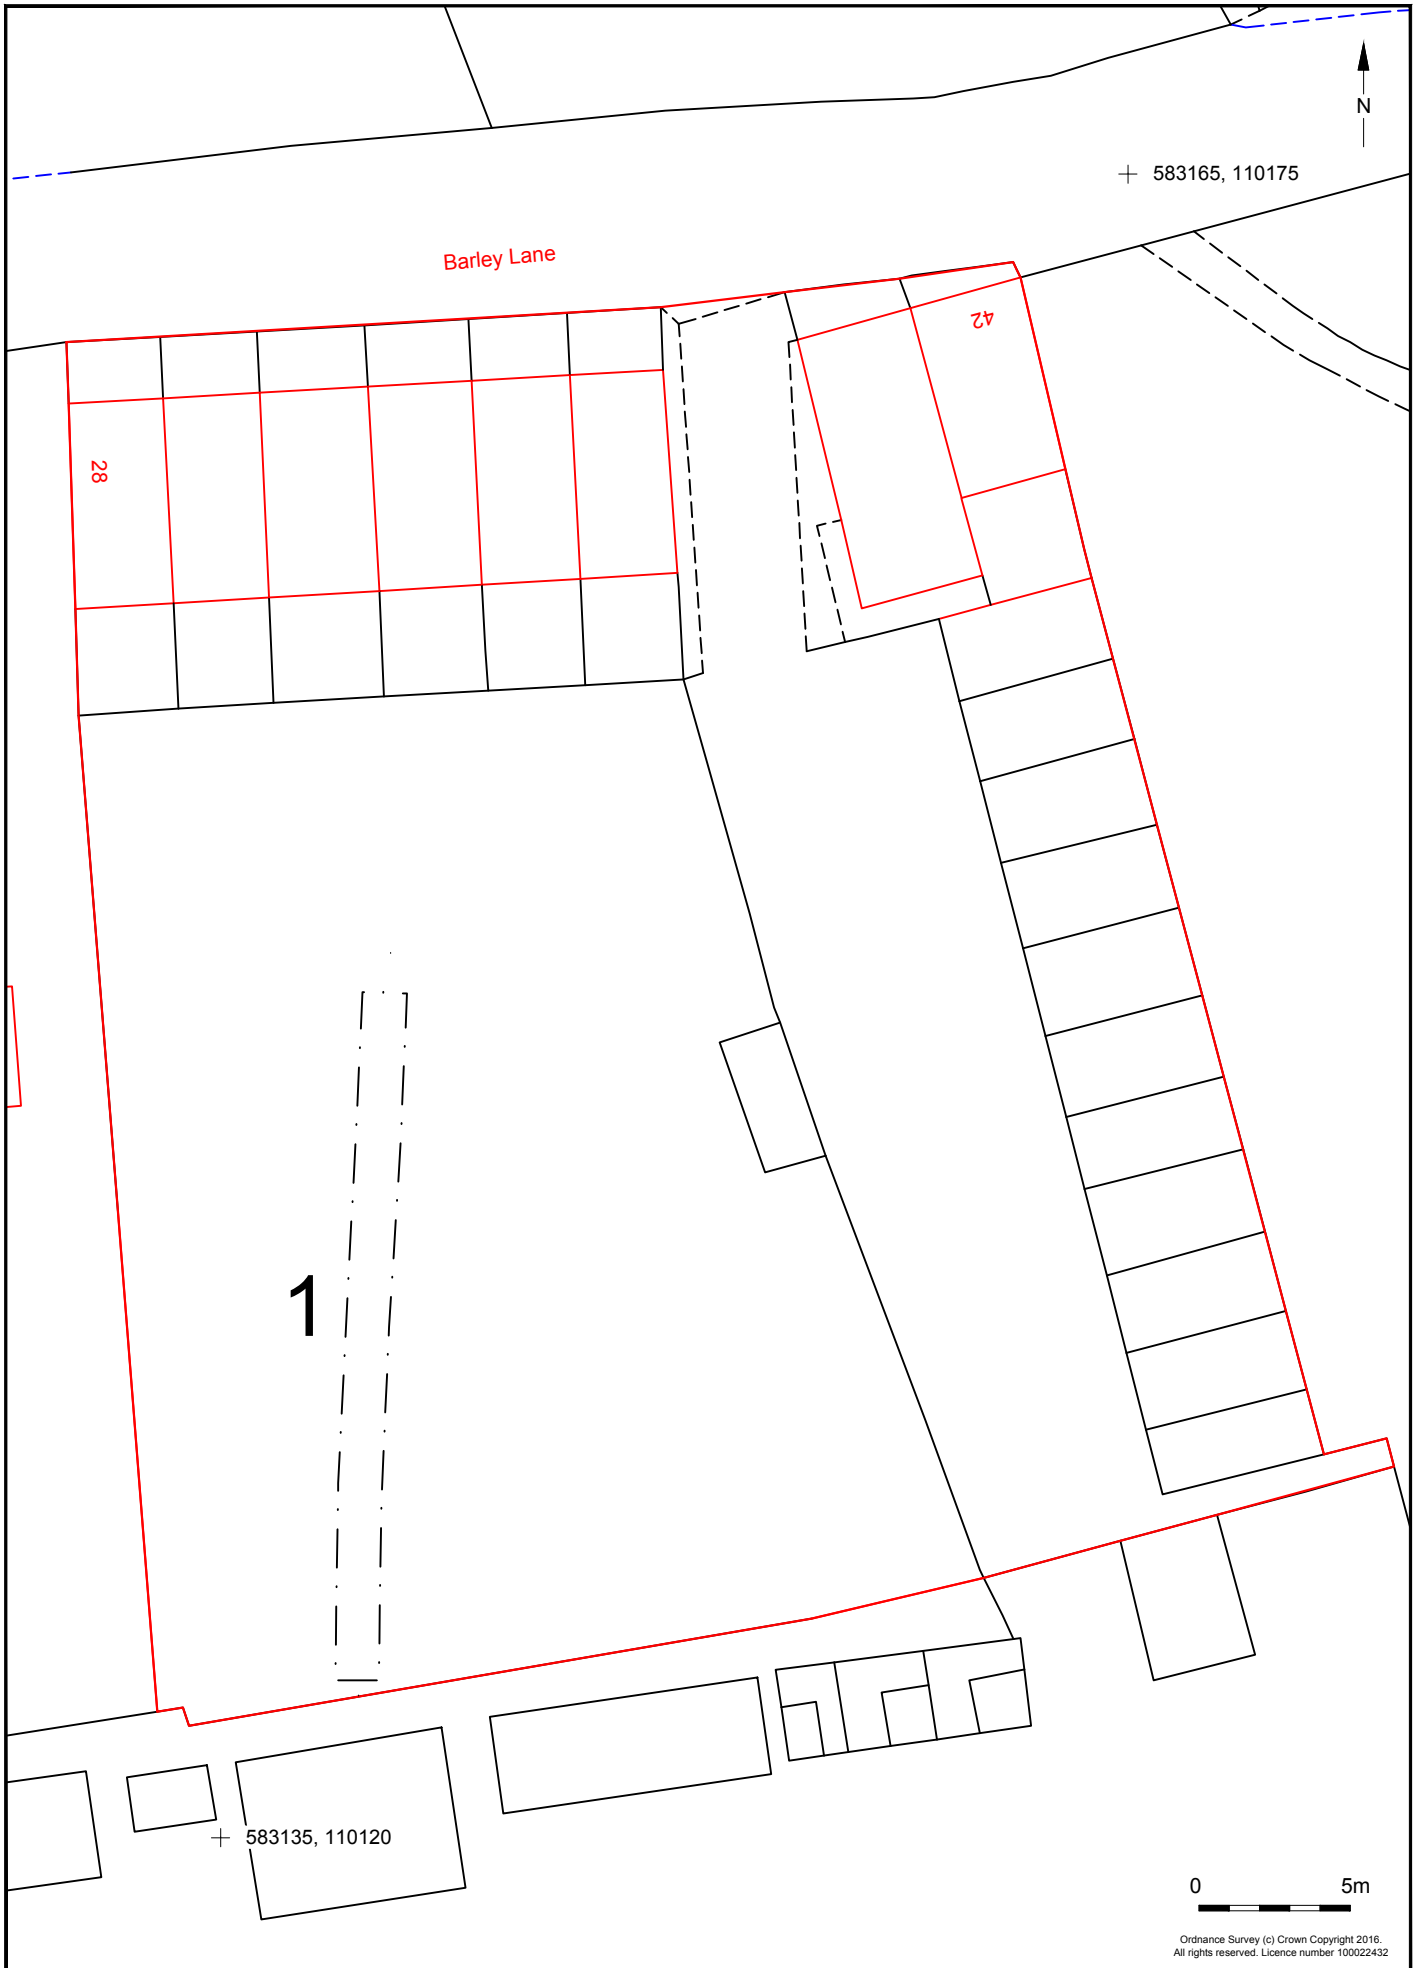 N
583165, 110175
Barley Lane
42
28
1
583135, 110120
0 5m
Ordnance Survey (c) Crown Copyright 2016.
All rights reserved. Licence number 100022432